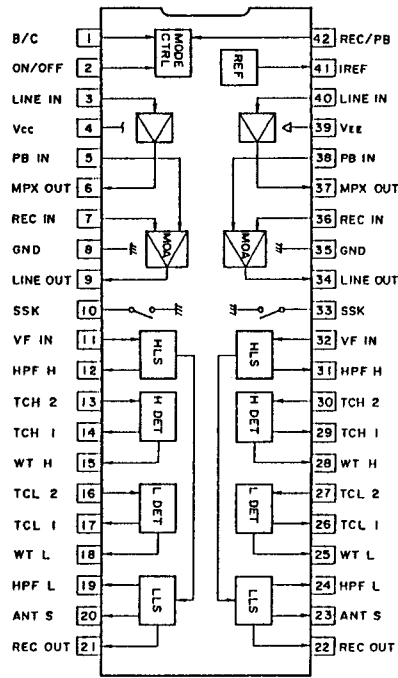 B/C 1 MODE CTRL 42 REC/PB
ON/OFF 2 REF 41 IREF
LINE IN 3 40 LINE IN
Vcc 4 39 VEE
PB IN 5 38 PB IN
MPX OUT 6 37 MPX OUT
REC IN 7 36 REC IN
GND 8 MOA MOA 35 GND
LINE OUT 9 34 LINE OUT
SSK 10 33 SSK
VF IN 11 HLS HLS 32 VF IN
HPF H 12 31 HPF H
TCH 2 13 H DET H DET 30 TCH 2
TCH 1 14 29 TCH 1
WT H 15 28 WT H
TCL 2 16 L DET L DET 27 TCL 2
TCL 1 17 26 TCL 1
WT L 18 25 WT L
HPF L 19 LLS LLS 24 HPF L
ANT S 20 23 ANT S
REC OUT 21 22 REC OUT